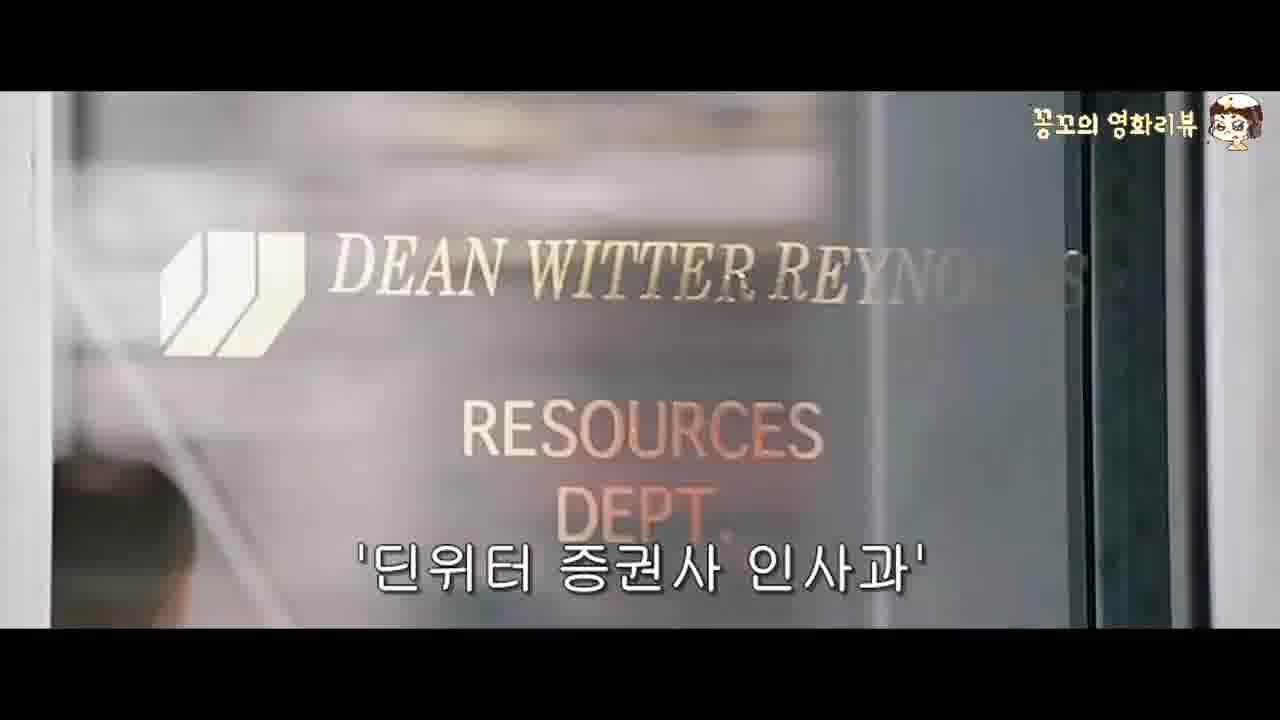 꽁꼬의 영화리뷰
DEAN WITTER REYNOLDS
RESOURCES
DEPT.
'딘위터 증권사 인사과'